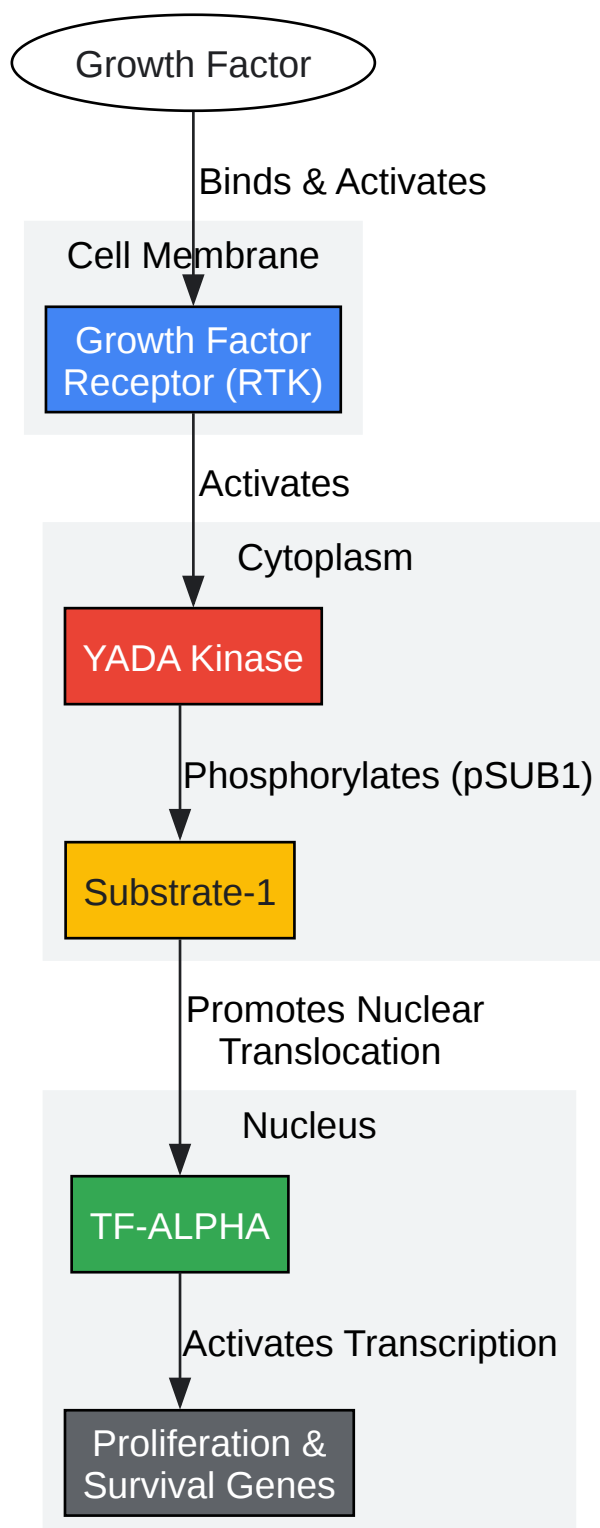 Growth Factor
Binds & Activates
Cell Membrane
Growth Factor
Receptor (RTK)
Activates
Cytoplasm
YADA Kinase
Phosphorylates (pSUB1)
Substrate-1
Promotes Nuclear
Translocation
Nucleus
TF-ALPHA
Activates Transcription
Proliferation &
Survival Genes